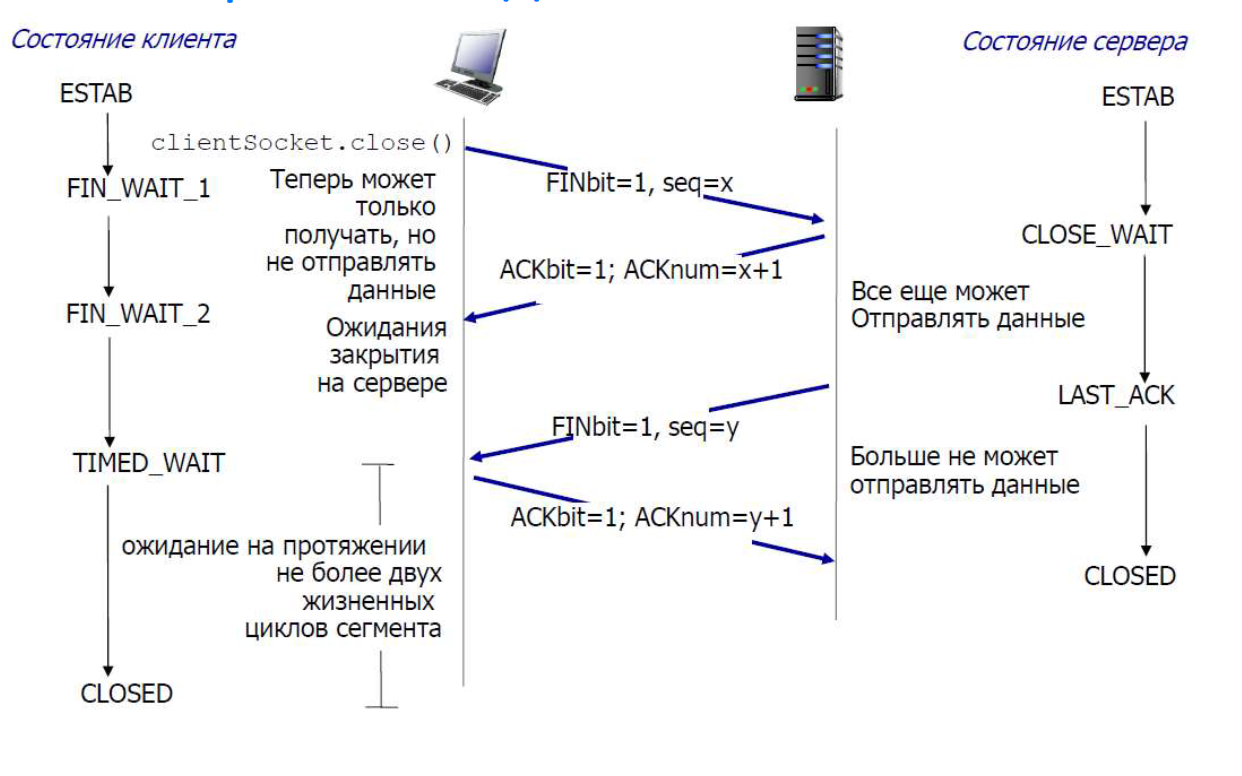 Состояние клиента
Состояние сервера
ESTAB
ESTAB
clientSocket.close()
FIN_WAIT_1
Теперь может
только
получать, но
не отправлять
данные
FINbit=1, seq=x
CLOSE_WAIT
ACKbit=1; ACKnum=x+1
Все еще может
Отправлять данные
FIN_WAIT_2
Ожидания
закрытия
на сервере
LAST_ACK
FINbit=1, seq=y
TIMED_WAIT
Больше не может
отправлять данные
ACKbit=1; ACKnum=y+1
ожидание на протяжении
не более двух
жизненных
циклов сегмента
CLOSED
CLOSED